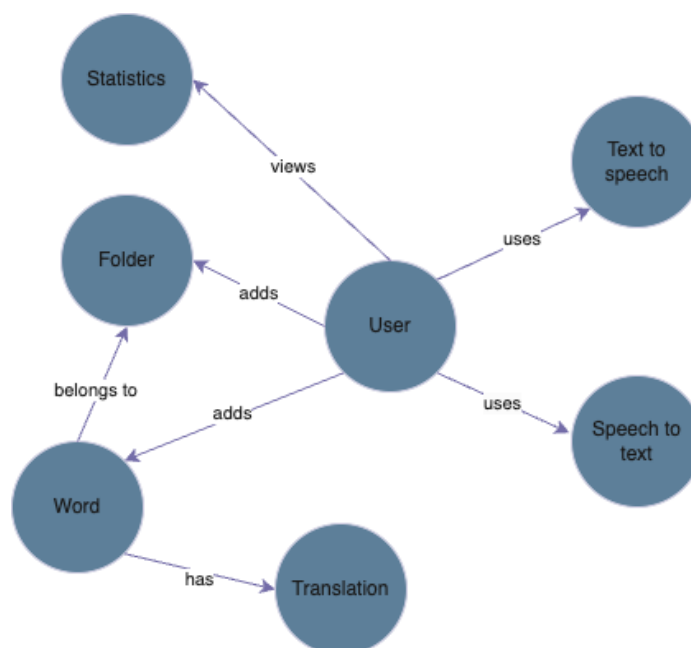 Statistics
Text to
speech
views
uses
Folder
adds
User
belongs to
adds
uses
Speech to
text
Word
has
Translation